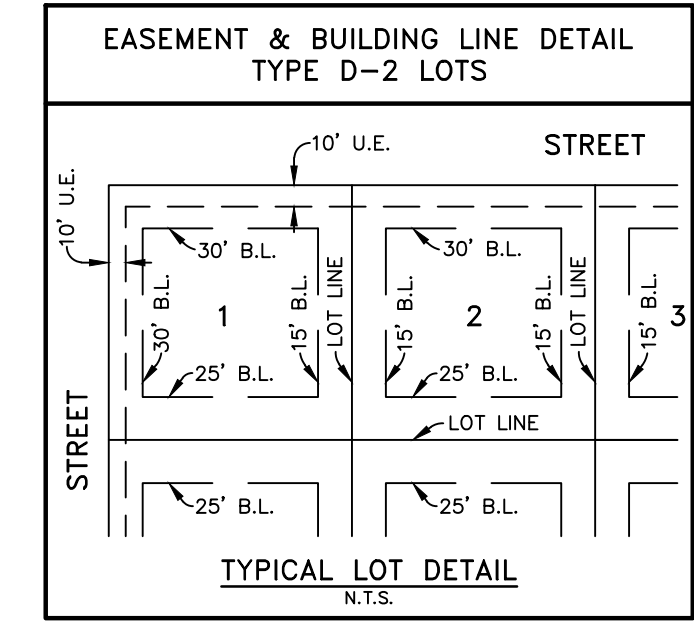 EASEMENT & BUILDING LINE DETAIL
TYPE D-2 LOTS
STREET
10' U.E.
10' U.E.
30' B.L.
30' B.L.
30' B.L.
15' B.L.
LOT LINE
15' B.L.
15' B.L.
LOT LINE
15' B.L.
1
2
3
25' B.L.
25' B.L.
LOT LINE
STREET
25' B.L.
25' B.L.
TYPICAL LOT DETAIL
N.T.S.